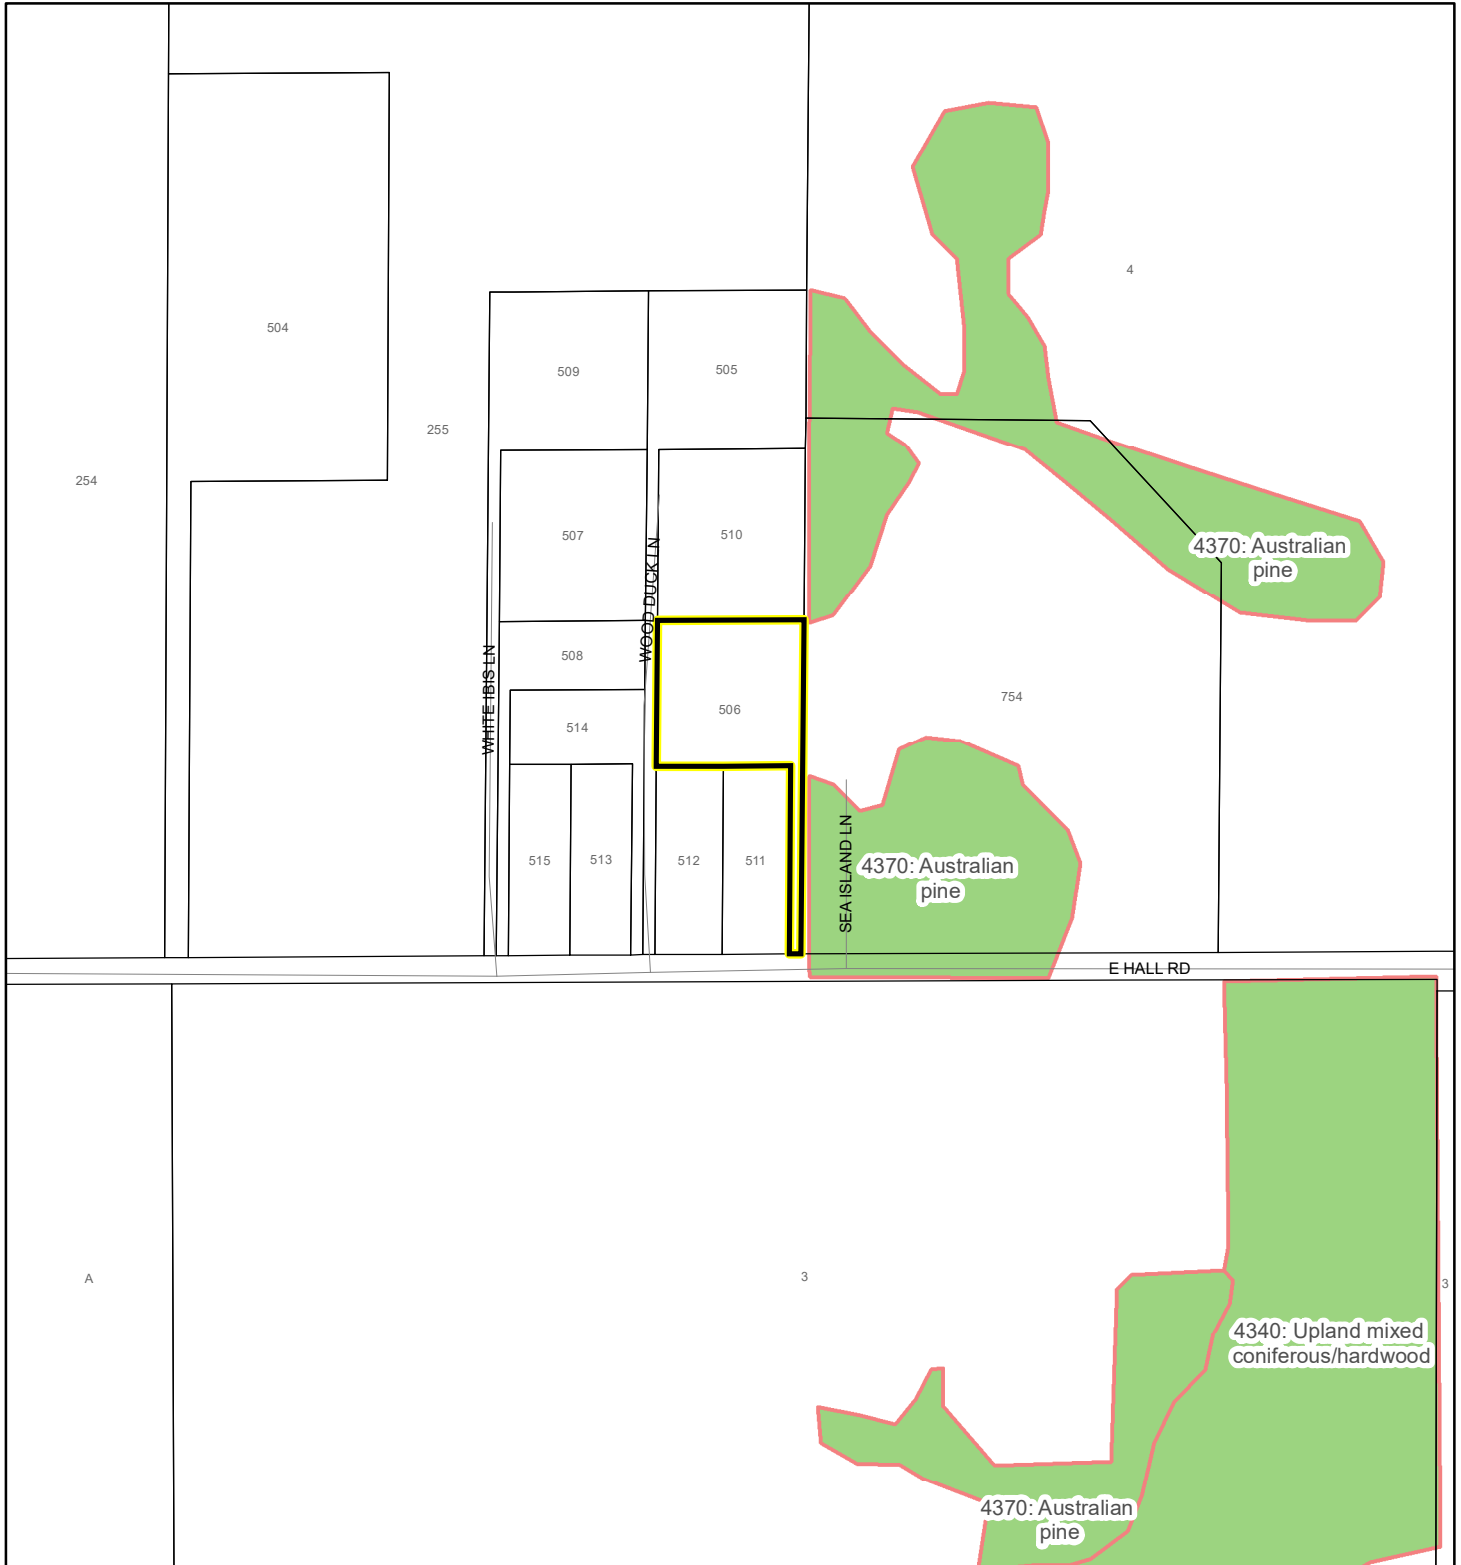 4
504
509
505
255
254
507
510
WOOD DUCK LN
4370: Australian
pine
508
WHITE IBIS LN
506
754
514
515
513
512
511
SEA ISLAND LN
4370: Australian
pine
E HALL RD
A
3
3
4340: Upland mixed
coniferous/hardwood
4370: Australian
pine